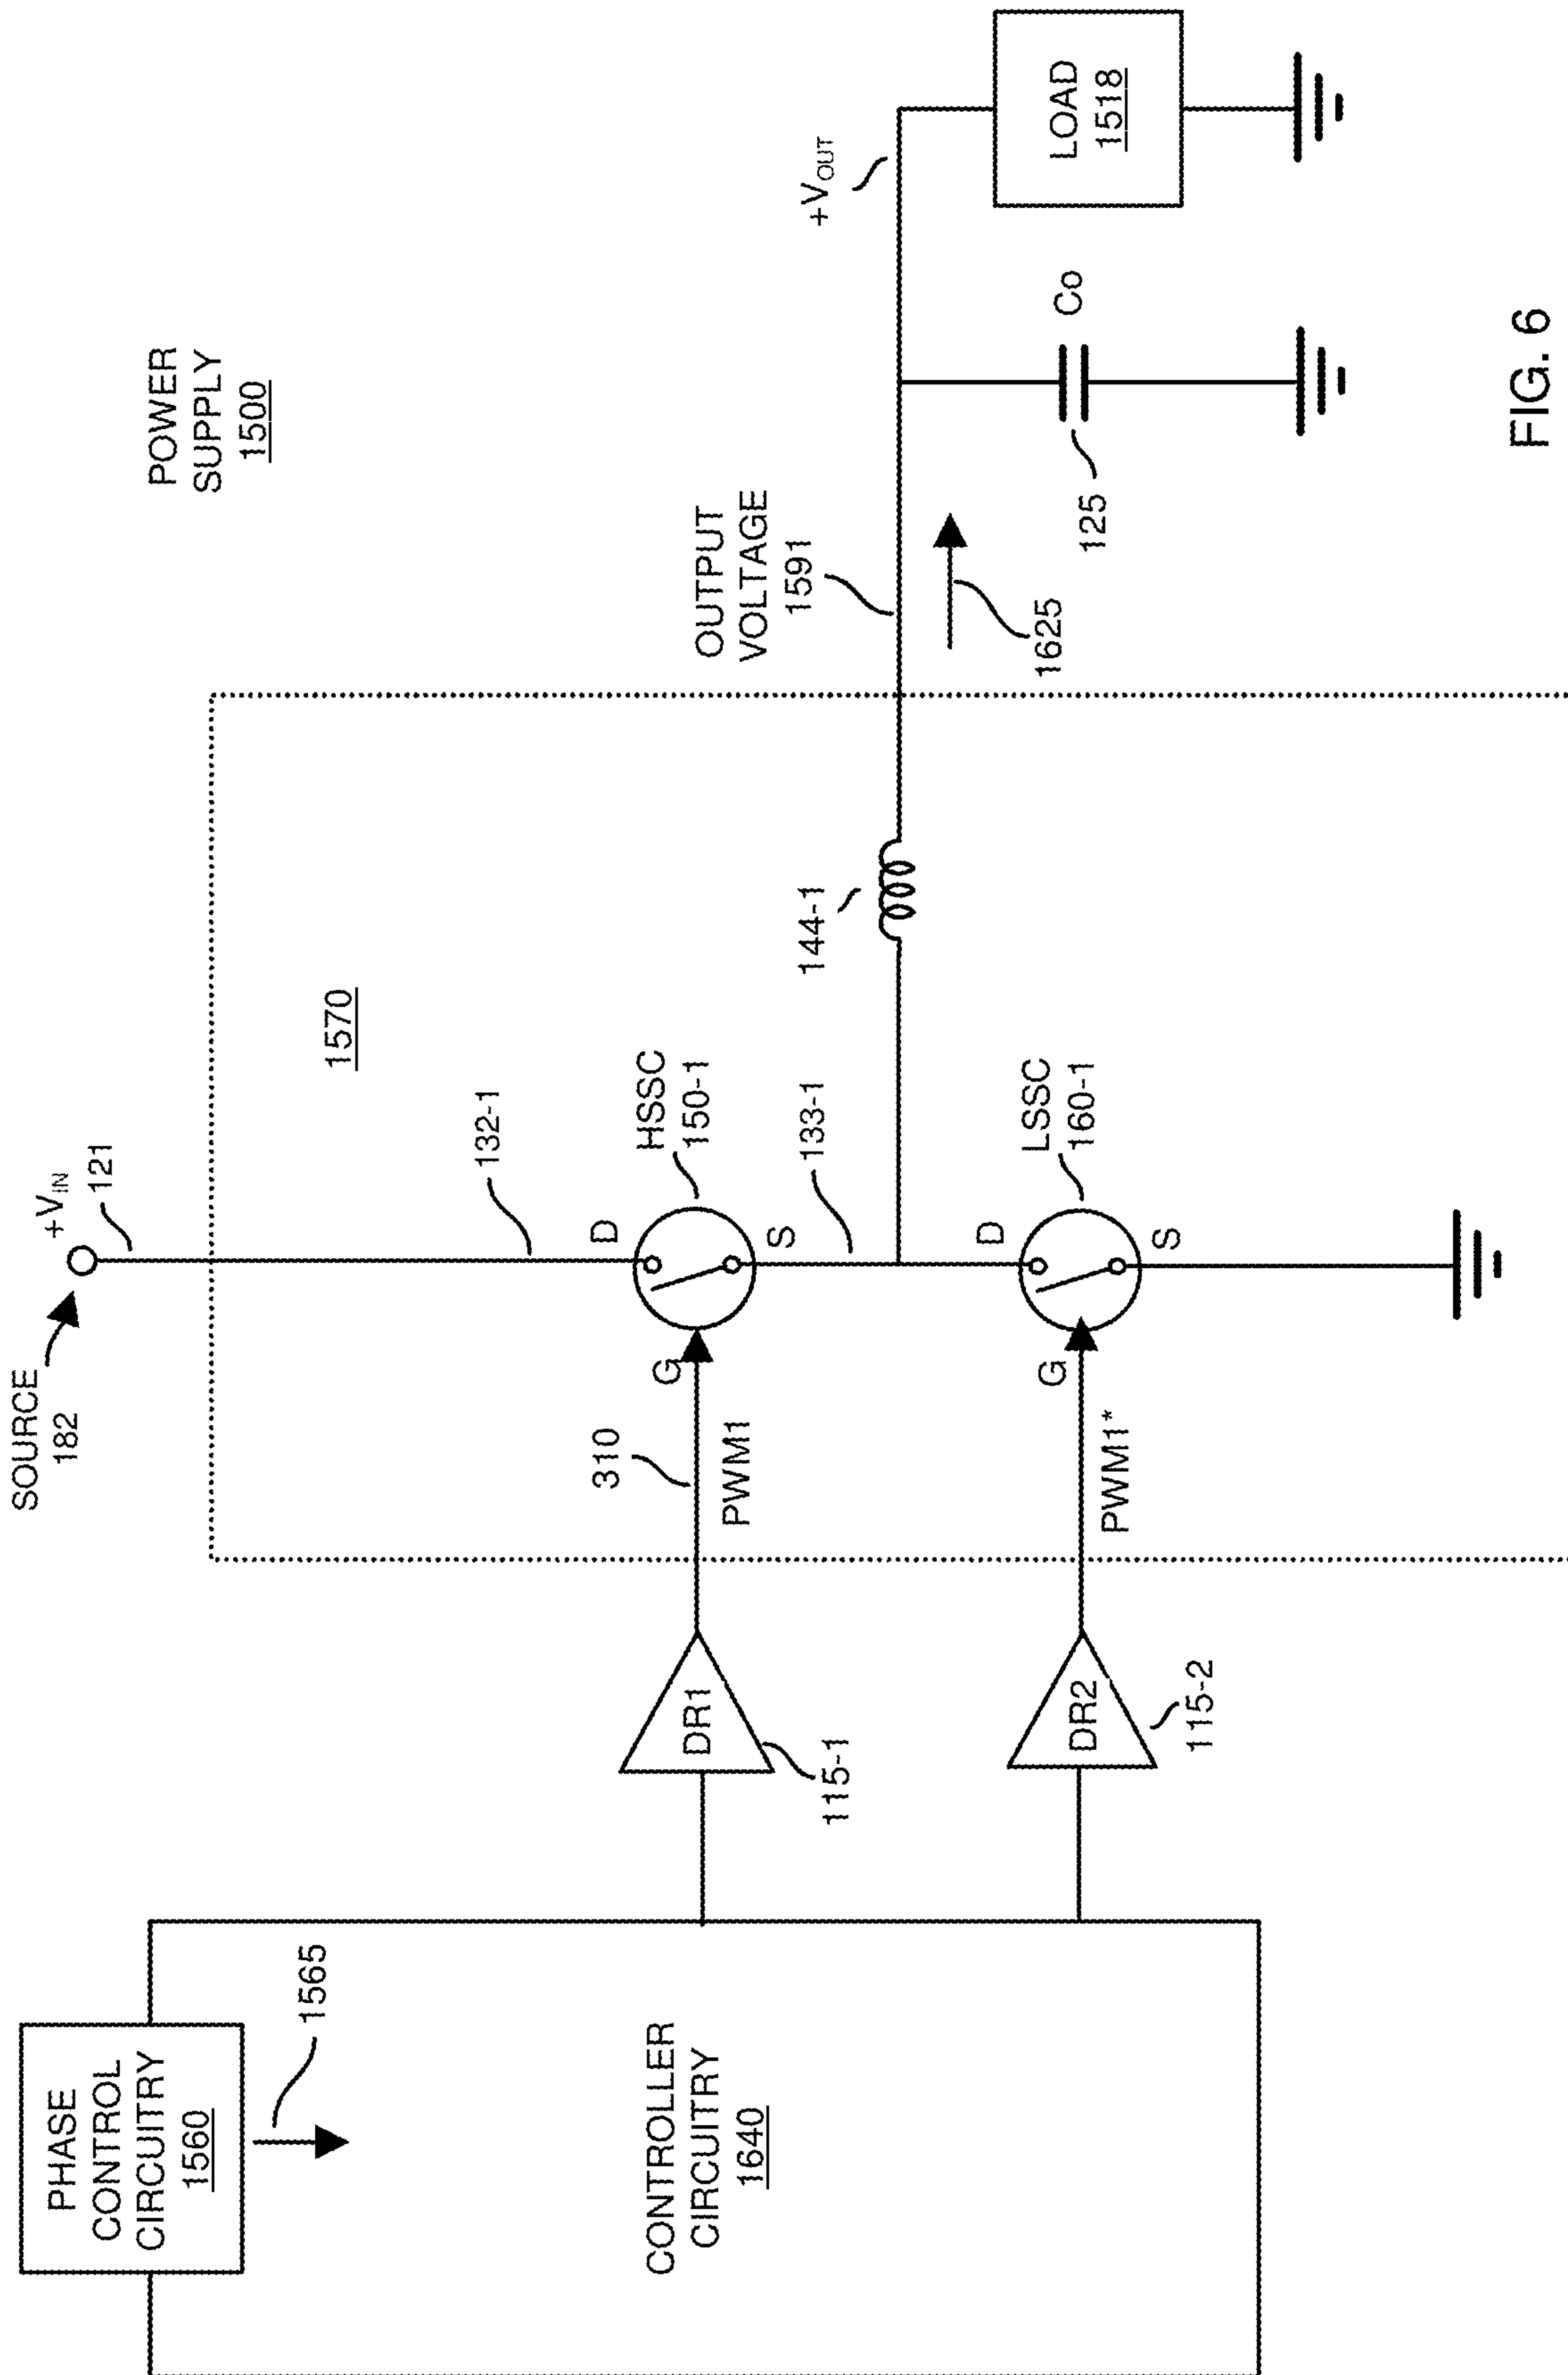 SOURCE
182
+VIN
121
POWER
SUPPLY
1500
PHASE
CONTROL
CIRCUITRY
1560
1565
1570
132-1
D
HSSC
150-1
G
S
310
PWM1
DR1
115-1
133-1
144-1
OUTPUT
VOLTAGE
1591
+VOUT
1625
LOAD
1518
Co
125
CONTROLLER
CIRCUITRY
1640
D
LSSC
160-1
G
S
PWM1*
DR2
115-2
FIG. 6